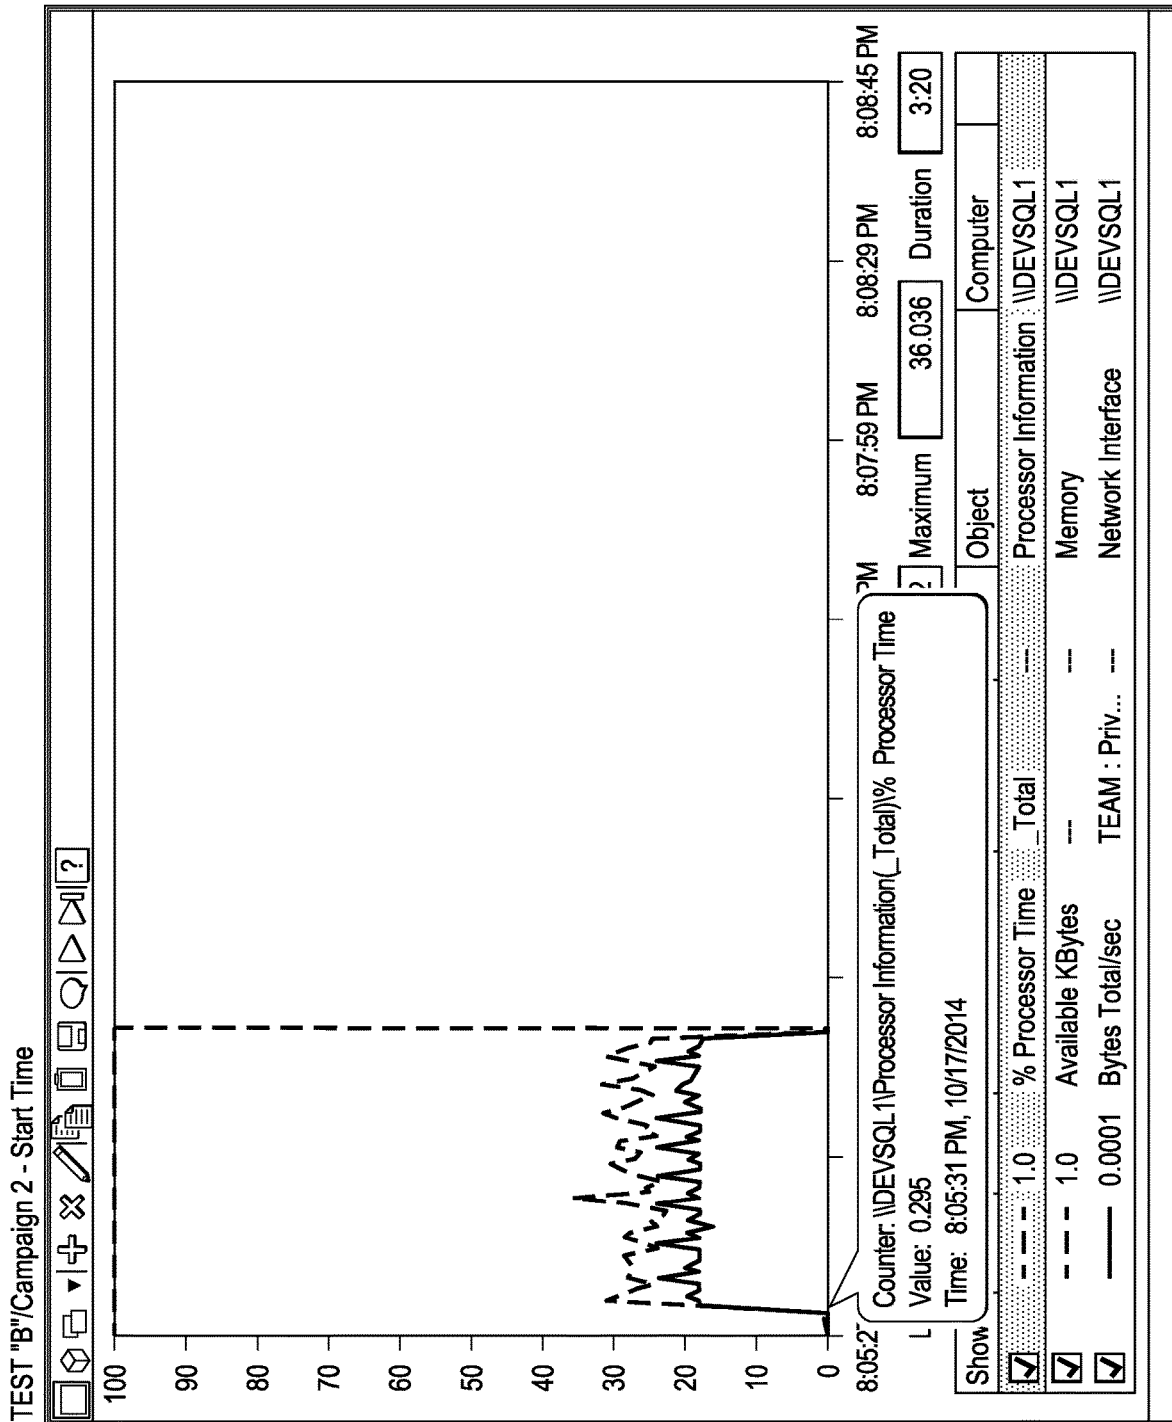 TEST "B"/Campaign 2 - Start Time
?
100
90
80
70
60
50
40
30
20
10
0
8:05:2
PM
8:07:59 PM
8:08:29 PM
8:08:45 PM
Maximum 36.036 Duration 3:20
Counter: \\DEVSQL1\Processor Information(_Total)\% Processor Time
Value: 0.295
Time: 8:05:31 PM, 10/17/2014
Show Object Computer
1.0 % Processor Time _Total --- Processor Information \\DEVSQL1
1.0 Available KBytes --- --- Memory \\DEVSQL1
0.0001 Bytes Total/sec TEAM : Priv... --- Network Interface \\DEVSQL1